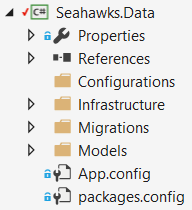 C# Seahawks.Data
Properties
References
Configurations
Infrastructure
Migrations
Models
App.config
packages.config